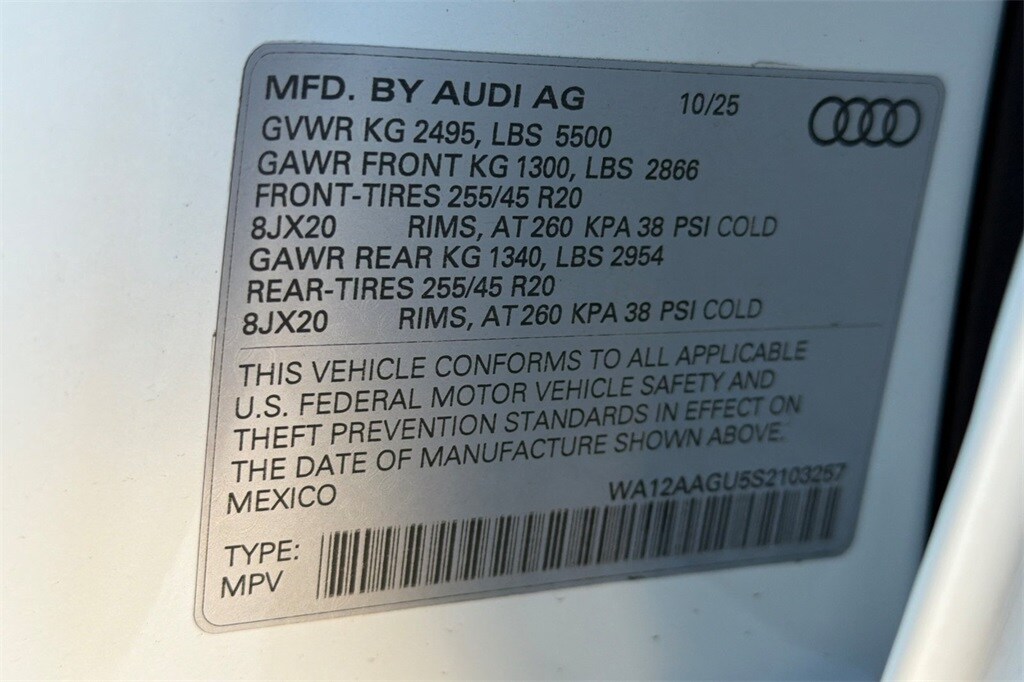 MFD. BY AUDI AG 10/25
GVWR KG 2495, LBS 5500
GAWR FRONT KG 1300, LBS 2866
FRONT-TIRES 255/45 R20
8JX20 RIMS, AT 260 KPA 38 PSI COLD
GAWR REAR KG 1340, LBS 2954
REAR-TIRES 255/45 R20
8JX20 RIMS, AT 260 KPA 38 PSI COLD
THIS VEHICLE CONFORMS TO ALL APPLICABLE
U.S. FEDERAL MOTOR VEHICLE SAFETY AND
THEFT PREVENTION STANDARDS IN EFFECT ON
THE DATE OF MANUFACTURE SHOWN ABOVE.
MEXICO WA12AAGU5S2103257
TYPE:
MPV